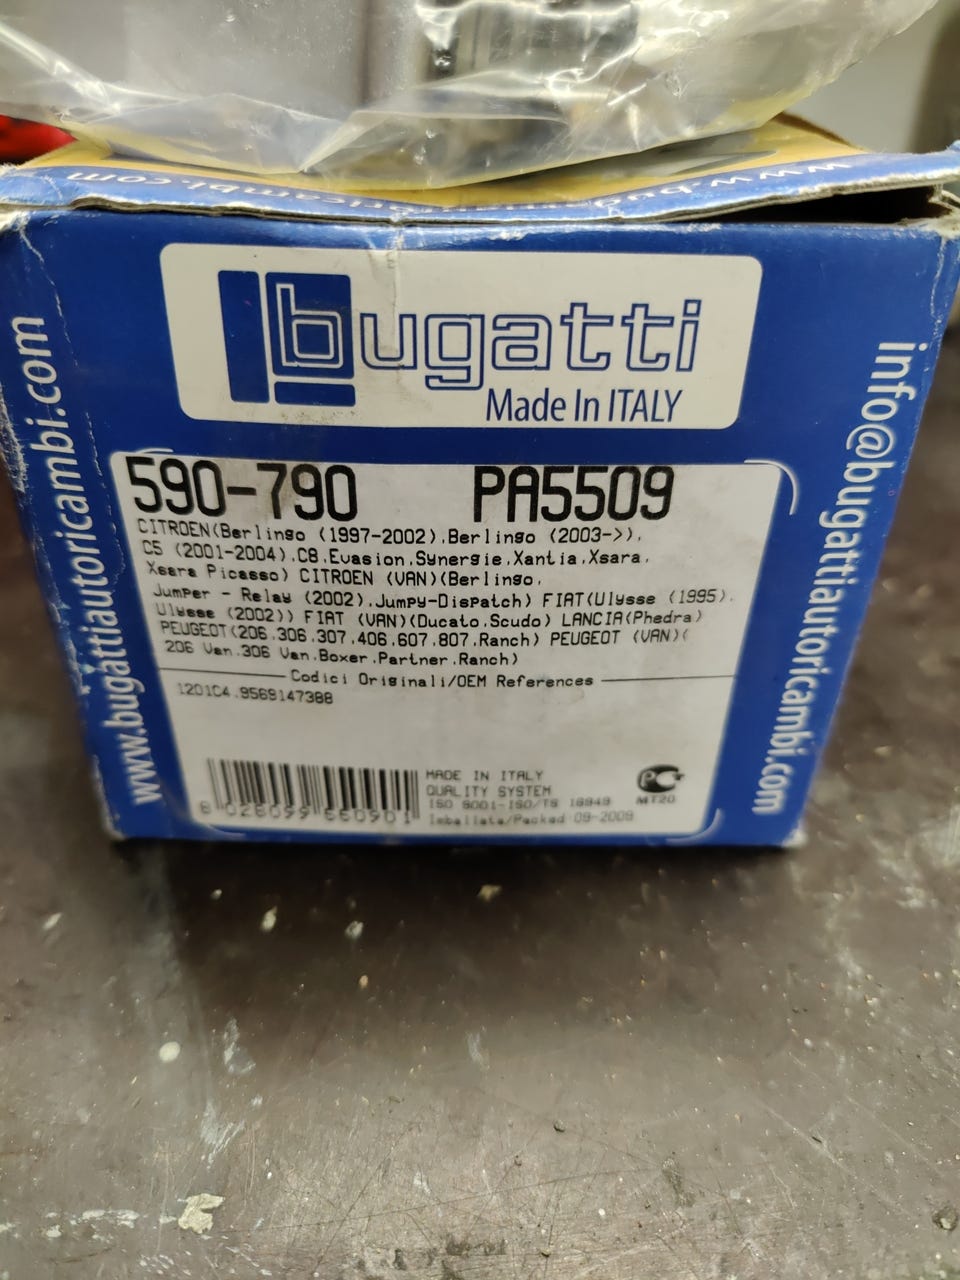 www.bugattiautoricambi.com
bugatti
Made In ITALY
590-790 PA5509
CITROEN(Berlingo (1997-2002),Berlingo (2003->),
C5 (2001-2004),C8,Evasion,Synergie,Xantia,Xsara,
Xsara Picasso) CITROEN (VAN)(Berlingo,
Jumper - Relay (2002),Jumpy-Dispatch) FIAT(Ulysse (1995),
Ulysse (2002)) FIAT (VAN)(Ducato,Scudo) LANCIA(Phedra)
PEUGEOT(206,306,307,406,607,807,Ranch) PEUGEOT (VAN)(
206 Van,306 Van,Boxer,Partner,Ranch)
Codici Originali/OEM References
1201C4,9569147388
MADE IN ITALY
QUALITY SYSTEM
ISO 9001-ISO/TS 16949
Imballata/Packed 09-2009
8 028099 660901
MT20
www.bugattiautoricambi.com
info@bugattiautoricambi.com